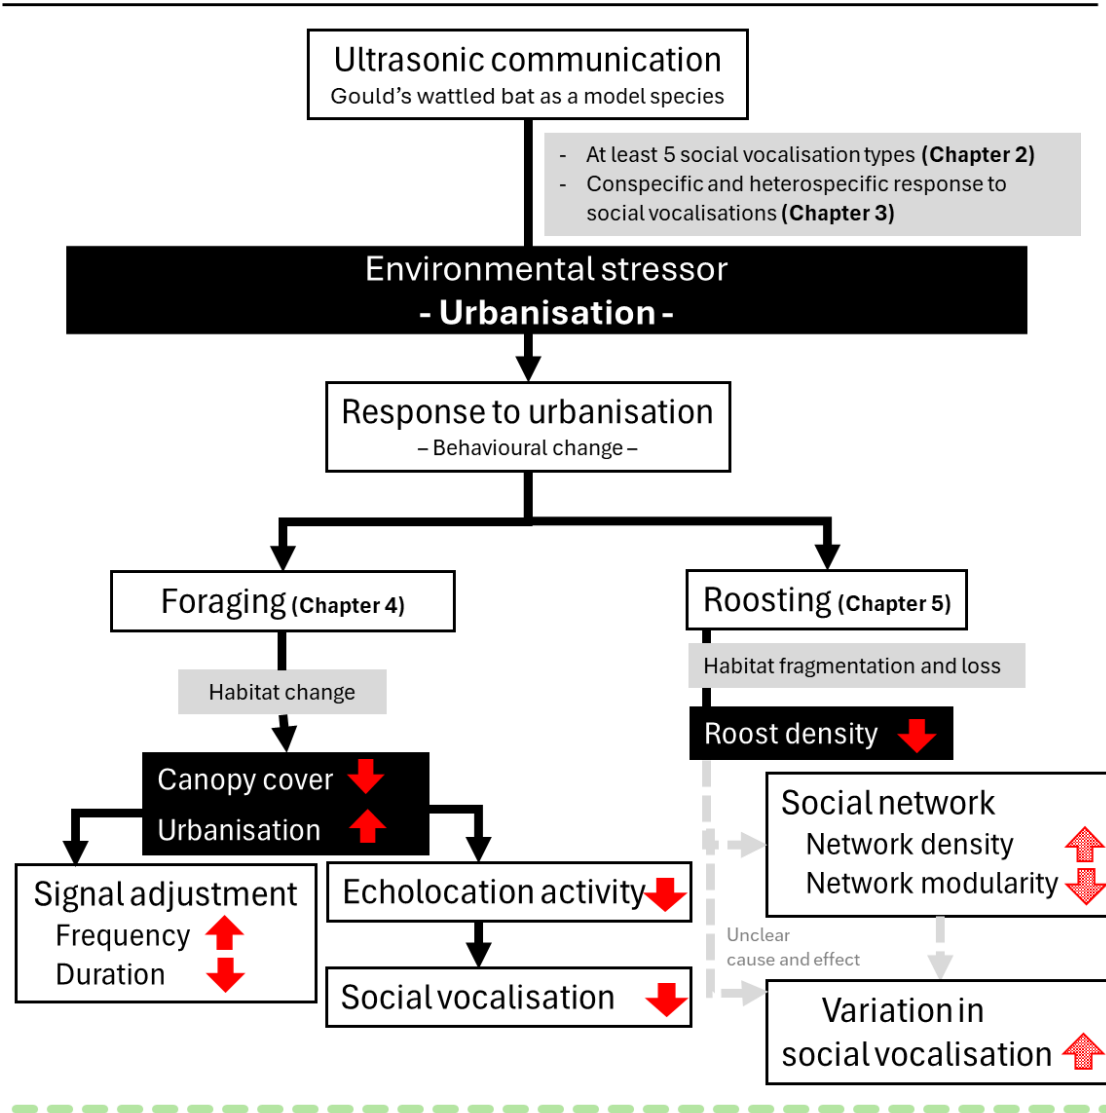 Ultrasonic communication
Gould's wattled bat as a model species
- At least 5 social vocalisation types (Chapter 2)
- Conspecific and heterospecific response to
social vocalisations (Chapter 3)
Environmental stressor
- Urbanisation -
Response to urbanisation
– Behavioural change –
Foraging (Chapter 4)
Roosting (Chapter 5)
Habitat change
Habitat fragmentation and loss
Canopy cover
Urbanisation
Roost density
Signal adjustment
Frequency
Duration
Echolocation activity
Social vocalisation
Social network
Network density
Network modularity
Unclear
cause and effect
Variation in
social vocalisation